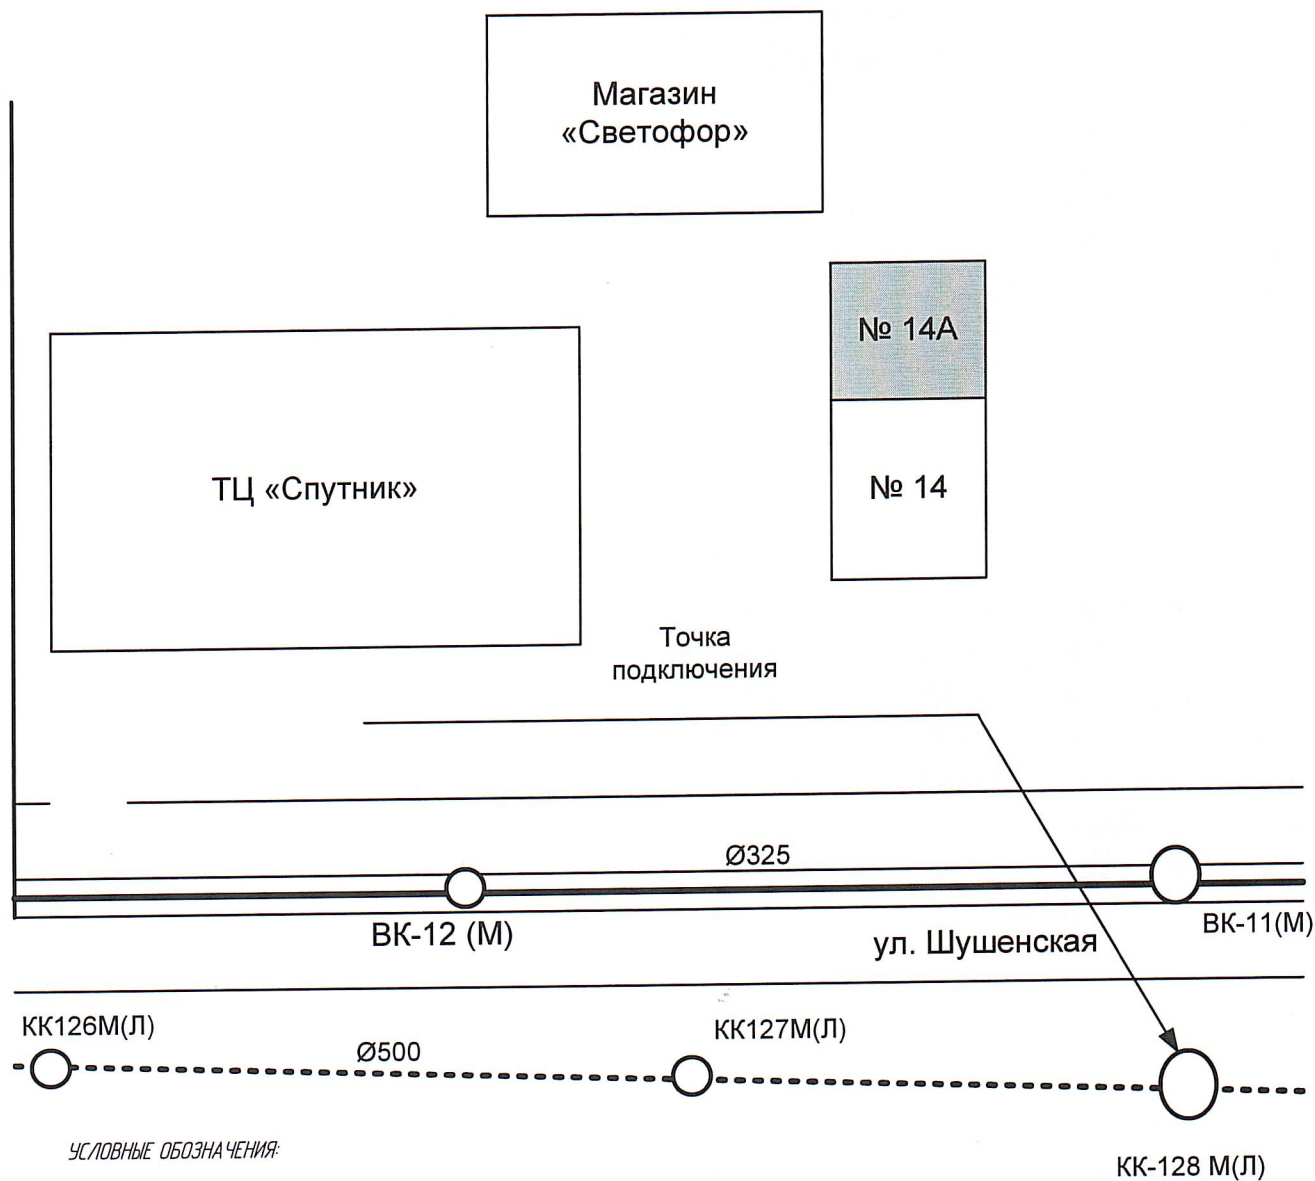 Магазин
«Светофор»
№ 14А
ТЦ «Спутник»
№ 14
Точка
подключения
Ø325
ВК-12 (М)
ул. Шушенская
ВК-11(М)
КК126М(Л)
КК127М(Л)
Ø500
УСЛОВНЫЕ ОБОЗНАЧЕНИЯ:
КК-128 М(Л)